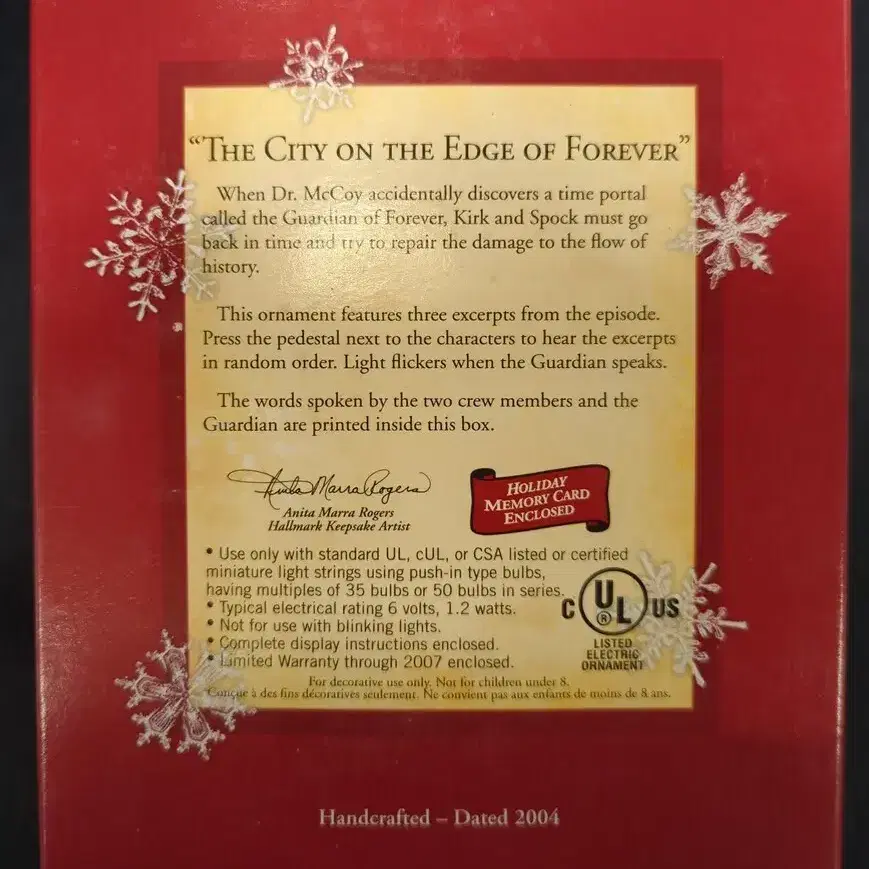 “The City on the Edge of Forever”
When Dr. McCoy accidentally discovers a time portal
called the Guardian of Forever, Kirk and Spock must go
back in time and try to repair the damage to the flow of
history.
This ornament features three excerpts from the episode.
Press the pedestal next to the characters to hear the excerpts
in random order. Light flickers when the Guardian speaks.
The words spoken by the two crew members and the
Guardian are printed inside this box.
Anita Marra Rogers
Anita Marra Rogers
Hallmark Keepsake Artist
Holiday
Memory Card
Enclosed
• Use only with standard UL, cUL, or CSA listed or certified
miniature light strings using push-in type bulbs,
having multiples of 35 bulbs or 50 bulbs in series.
• Typical electrical rating 6 volts, 1.2 watts.
• Not for use with blinking lights.
• Complete display instructions enclosed.
• Limited Warranty through 2007 enclosed.
C UL® US
LISTED
ELECTRIC
ORNAMENT
For decorative use only. Not for children under 8.
Conçue à des fins décoratives seulement. Ne convient pas aux enfants de moins de 8 ans.
Handcrafted – Dated 2004